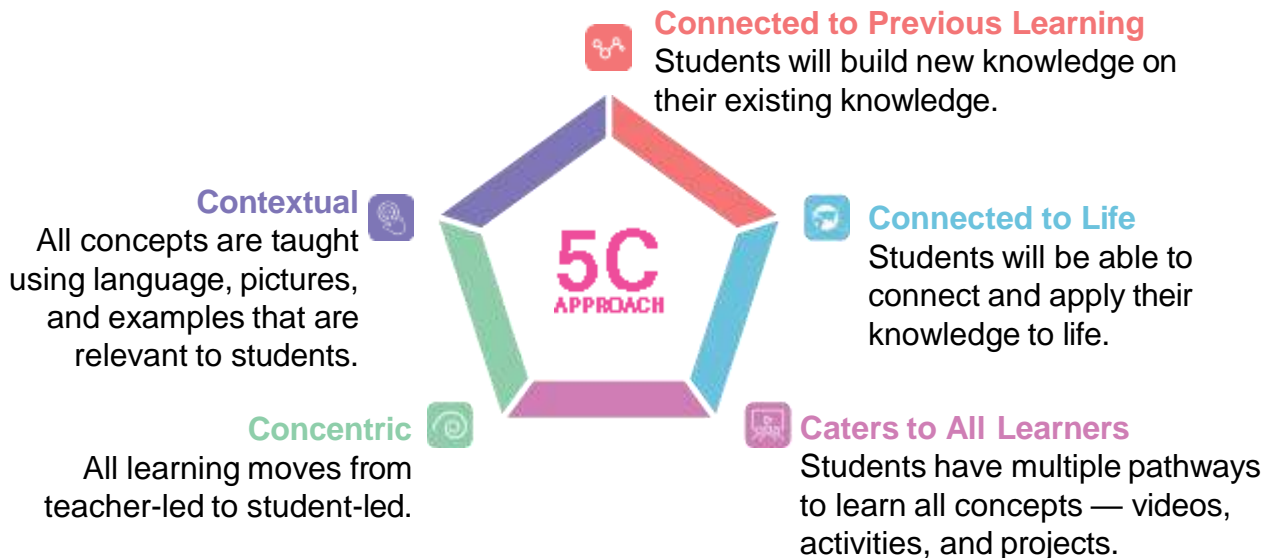 Connected to Previous Learning
Students will build new knowledge on
their existing knowledge.
Contextual
All concepts are taught
using language, pictures,
and examples that are
relevant to students.
5C
APPROACH
Connected to Life
Students will be able to
connect and apply their
knowledge to life.
Concentric
All learning moves from
teacher-led to student-led.
Caters to All Learners
Students have multiple pathways
to learn all concepts — videos,
activities, and projects.